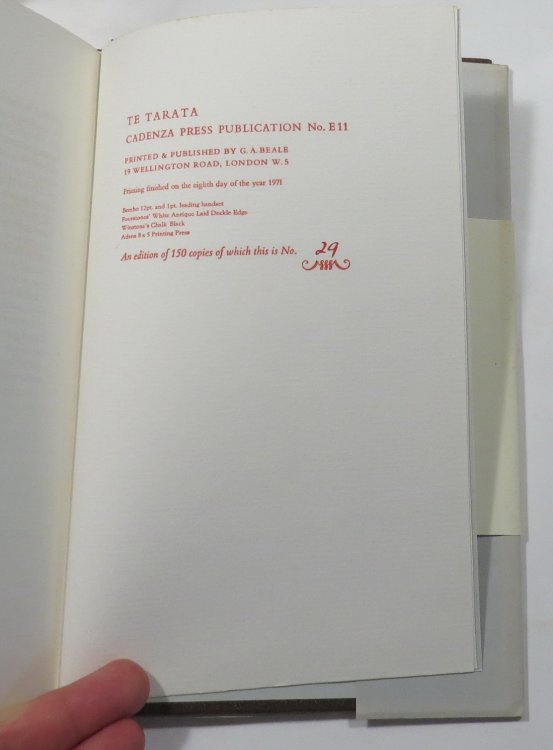 TE TARATA
CADENZA PRESS PUBLICATION No. E11
PRINTED & PUBLISHED BY G. A. BEALE
19 WELLINGTON ROAD, LONDON W. 5
Printing finished on the eighth day of the year 1971
Bembo 12pt. and 1pt. leading handset
White Antique Laid Deckle Edge
Winstone's Chalk Black
Adana 8 x 5 Printing Press
An edition of 150 copies of which this is No. 29